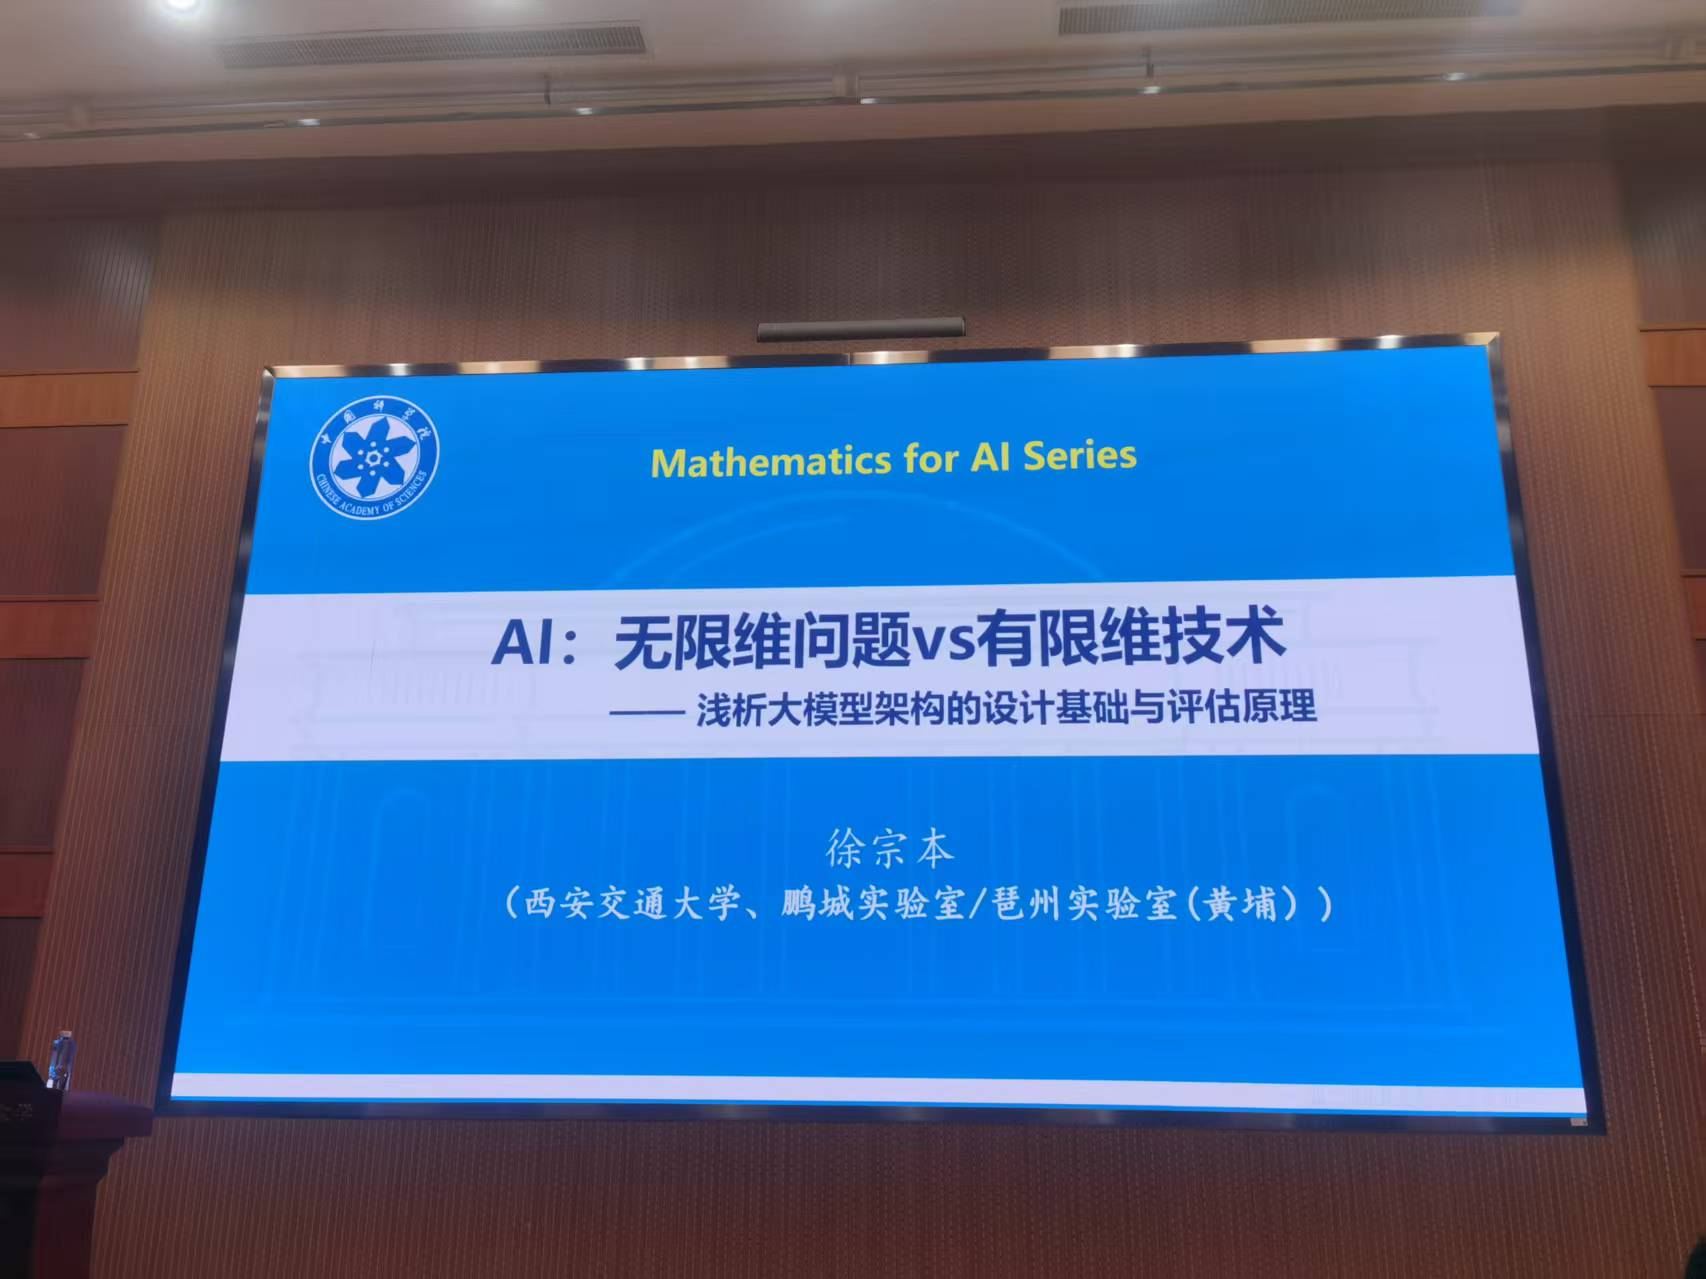 中国科学院
CHINESE ACADEMY OF SCIENCES
Mathematics for AI Series
AI：无限维问题vs有限维技术
—— 浅析大模型架构的设计基础与评估原理
徐宗本
（西安交通大学、鹏城实验室/琶州实验室(黄埔））